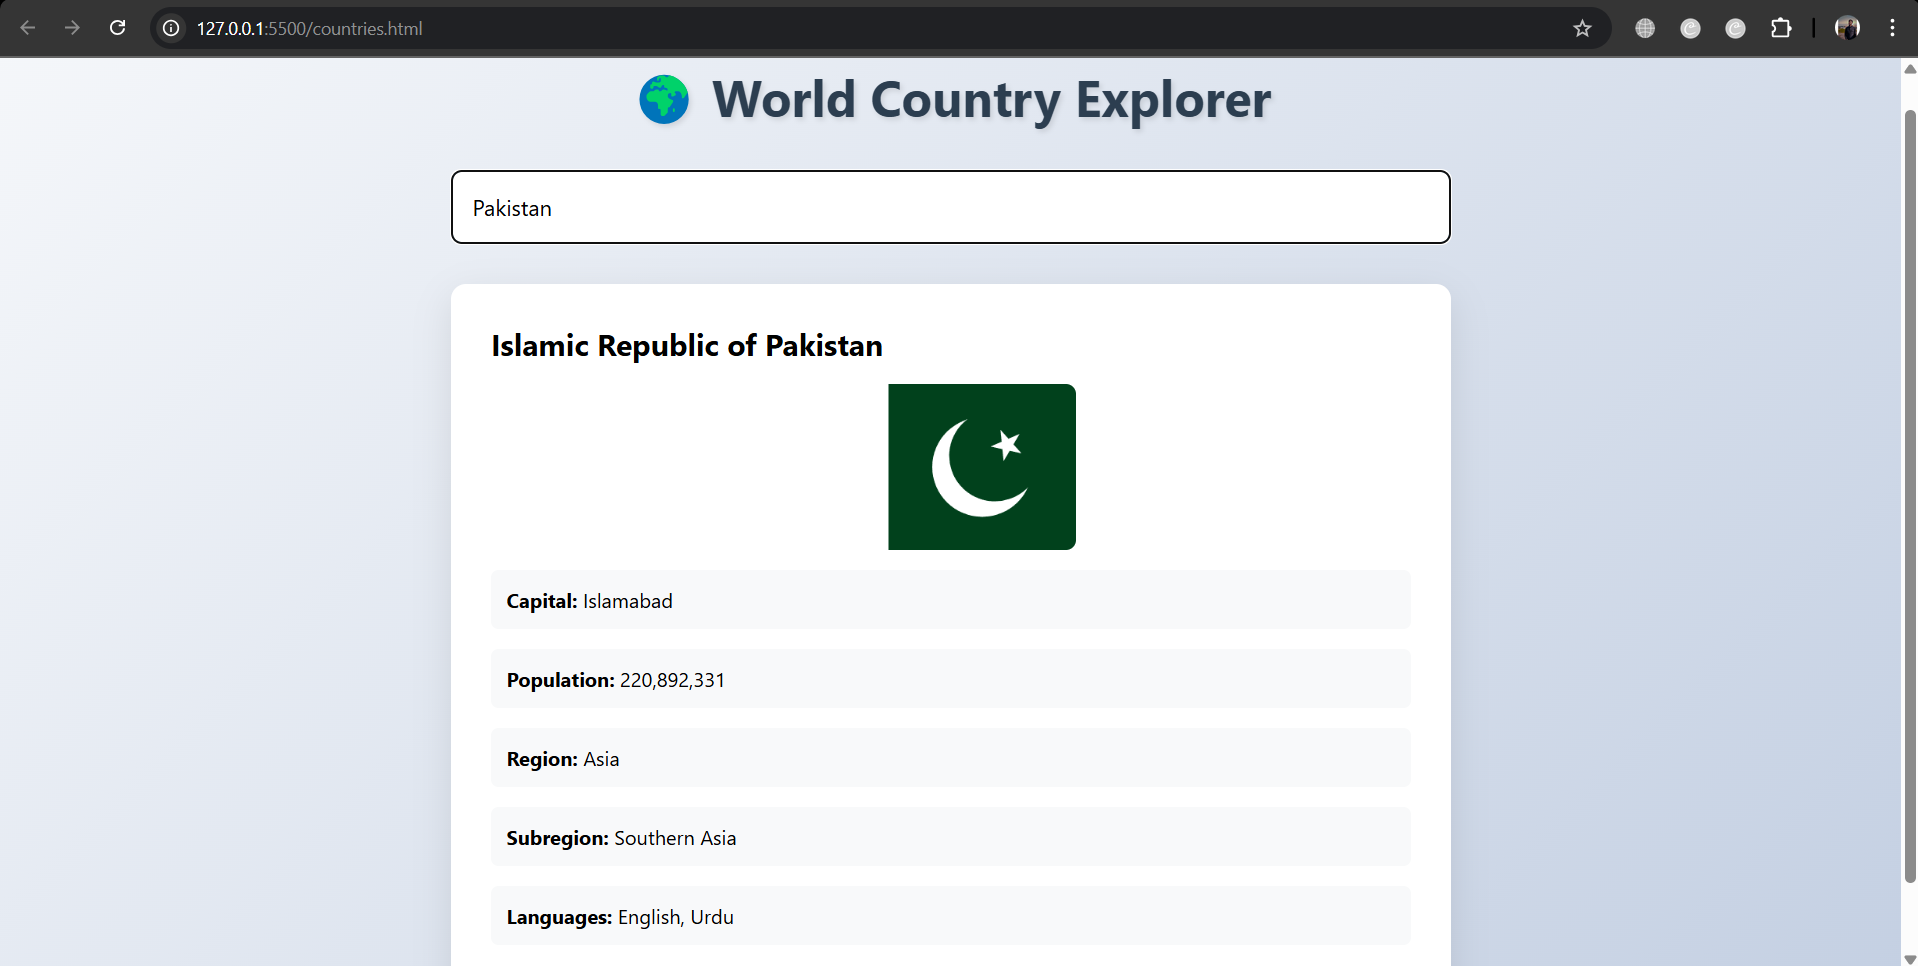 127.0.0.1:5500/countries.html
World Country Explorer
Pakistan
Islamic Republic of Pakistan
Capital: Islamabad
Population: 220,892,331
Region: Asia
Subregion: Southern Asia
Languages: English, Urdu